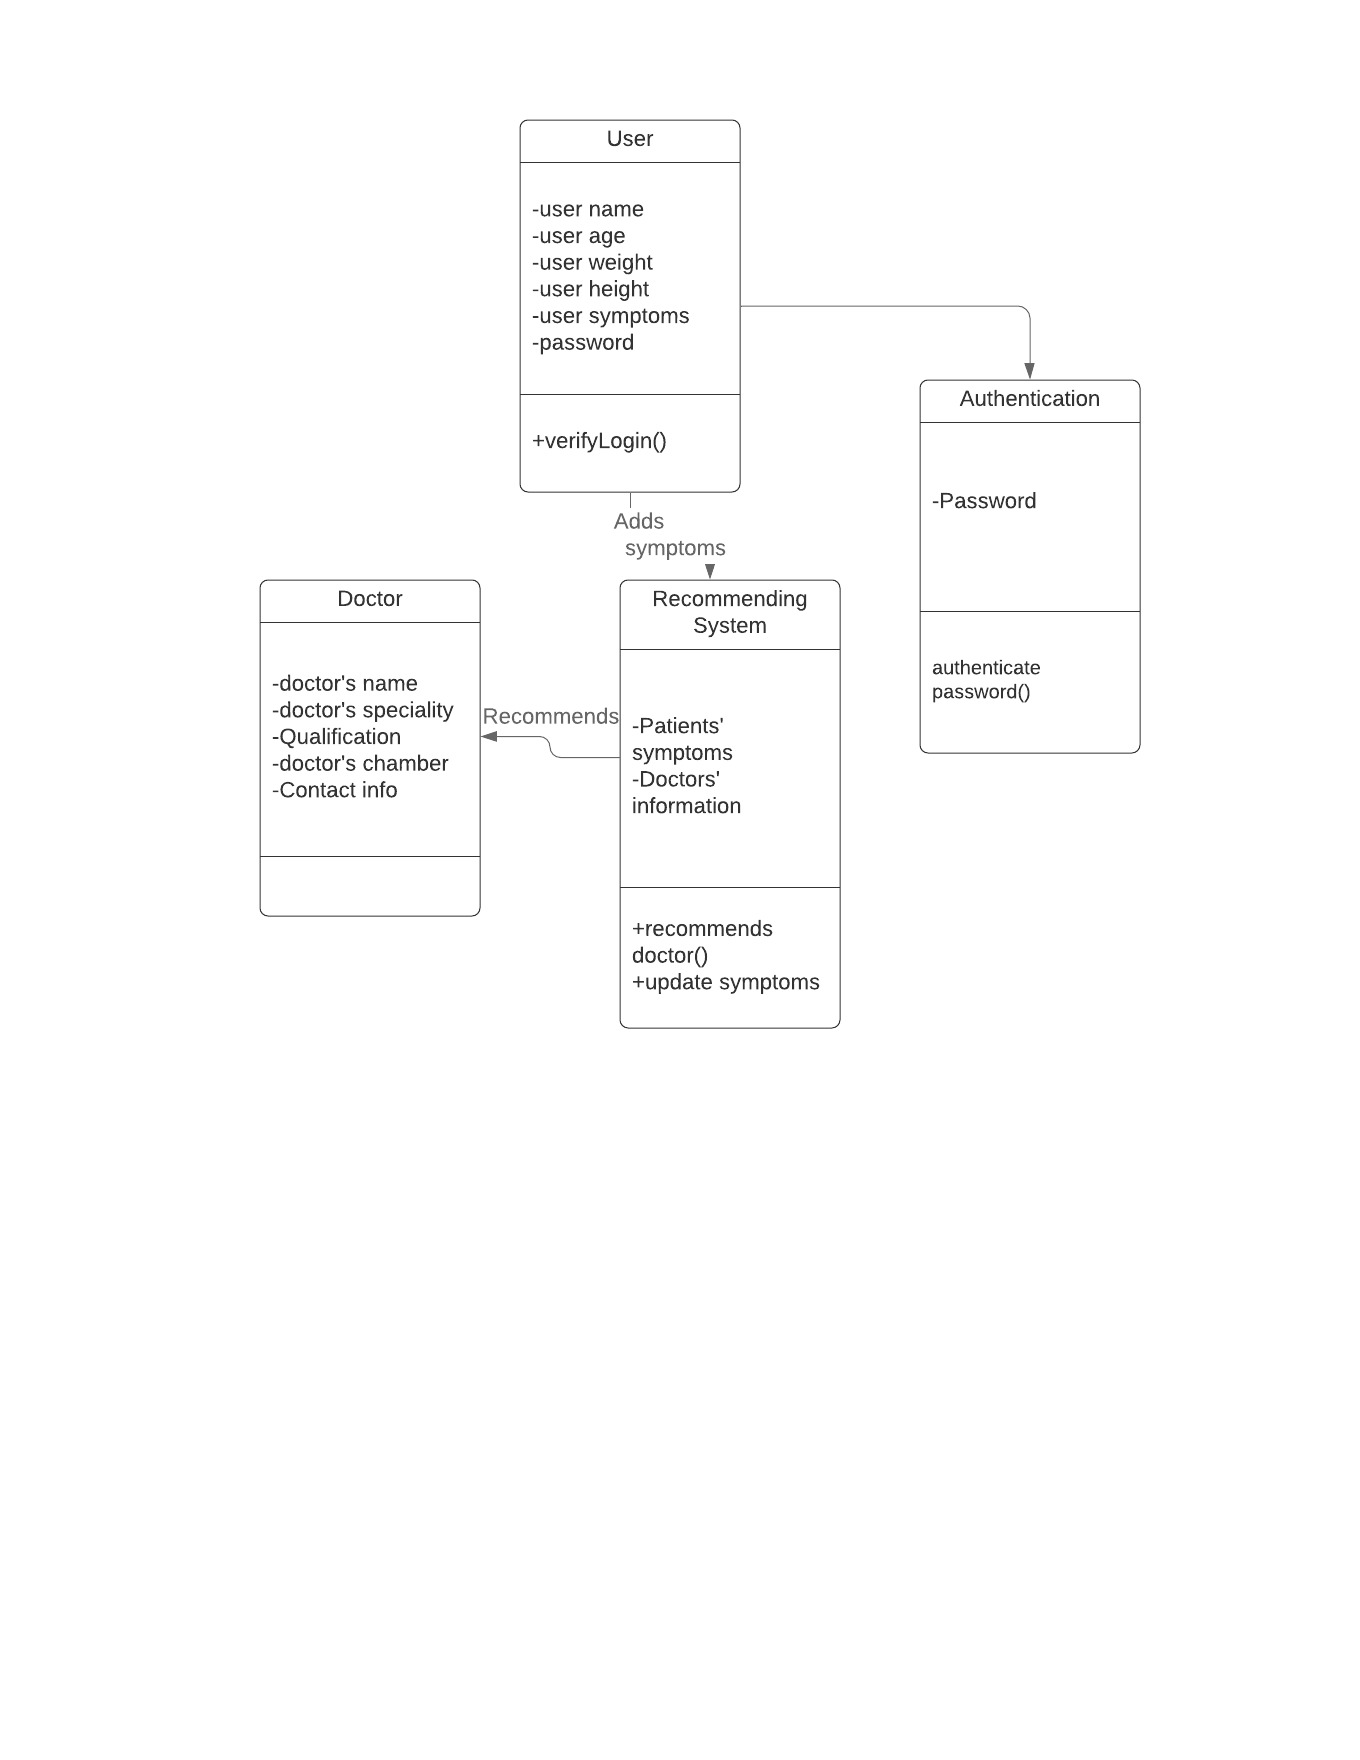 User
-user name
-user age
-user weight
-user height
-user symptoms
-password
+verifyLogin()
Authentication
-Password
authenticate
password()
Adds
symptoms
Doctor
-doctor's name
-doctor's speciality
-Qualification
-doctor's chamber
-Contact info
Recommends
Recommending
System
-Patients'
symptoms
-Doctors'
information
+recommends
doctor()
+update symptoms